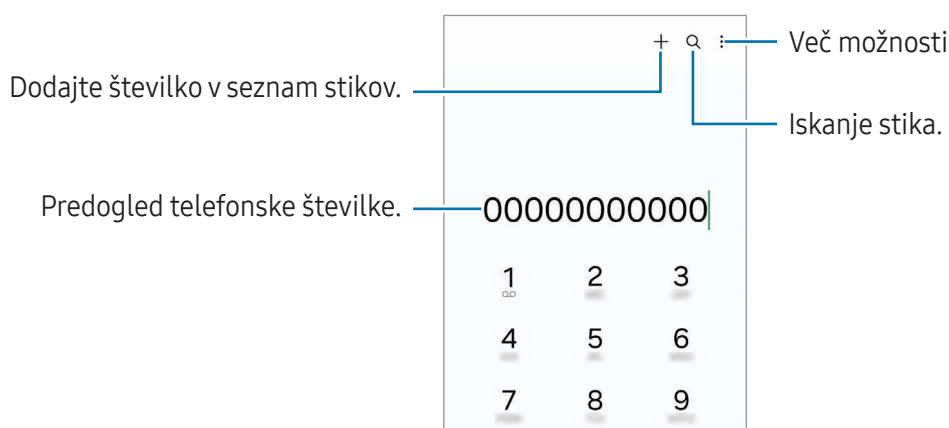 Več možnosti
Dodajte številko v seznam stikov.
Iskanje stika.
Predogled telefonske številke.
00000000000
1 2 3
4 5 6
7 8 9